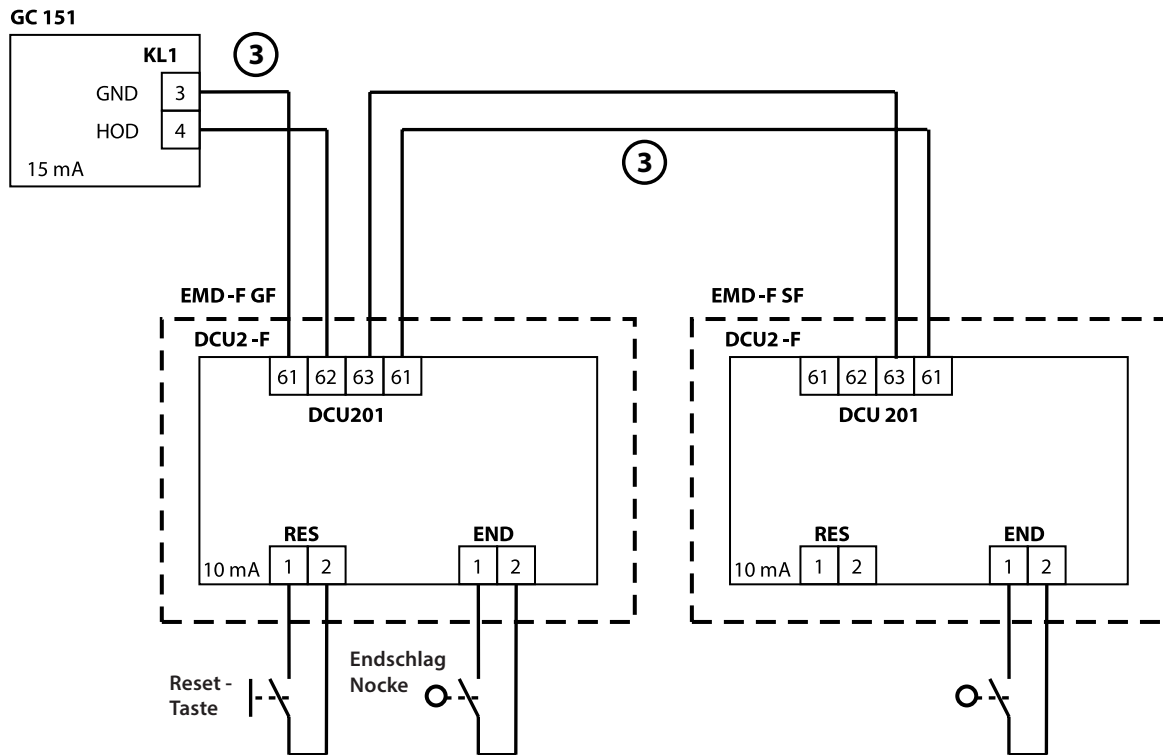 GC 151
KL1
3
GND 3
HOD 4
15 mA
3
EMD -F GF
DCU2 -F
61 62 63 61
DCU201
RES
END
10 mA 1 2
1 2
Reset -
Taste
Endschlag
Nocke
EMD -F SF
DCU2 -F
61 62 63 61
DCU 201
RES
END
10 mA 1 2
1 2